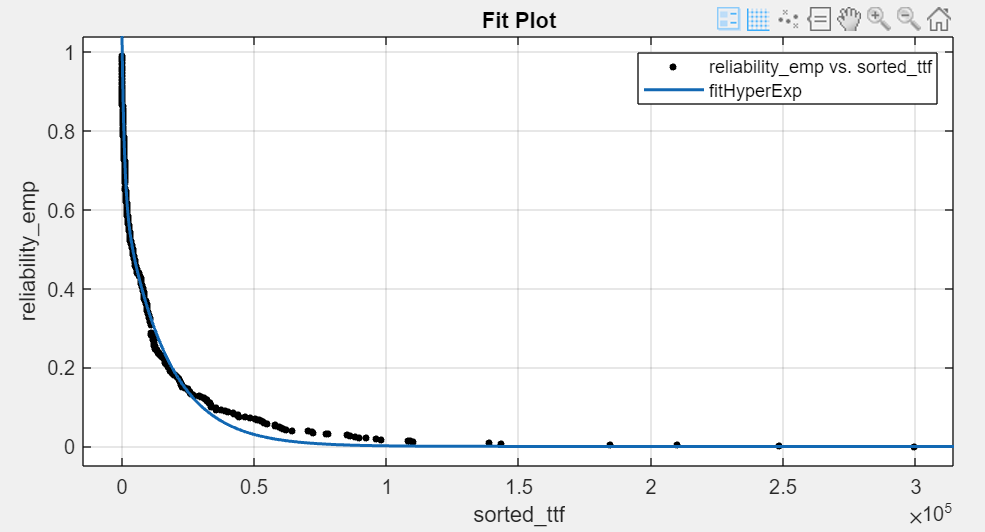 Fit Plot
reliability_emp vs. sorted_ttf
fitHyperExp
1
0.8
0.6
0.4
0.2
0
reliability_emp
0 0.5 1 1.5 2 2.5 3
×10⁵
sorted_ttf